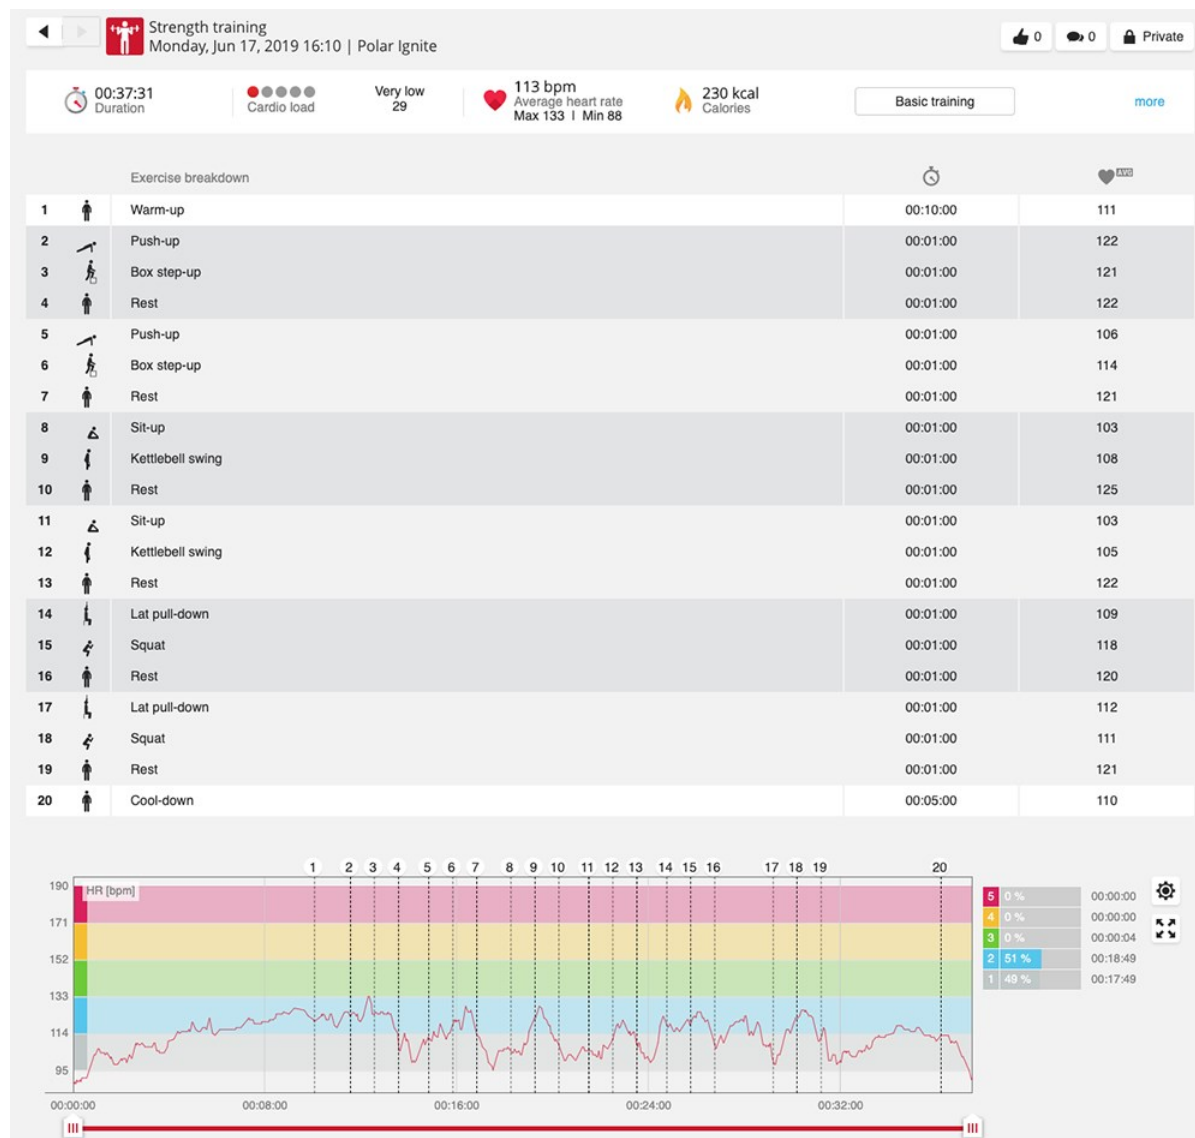 Strength training
Monday, Jun 17, 2019 16:10 | Polar Ignite
0 0 Private
00:37:31
Duration
Cardio load
Very low
29
113 bpm
Average heart rate
Max 133 | Min 88
230 kcal
Calories
Basic training
more
Exercise breakdown AVG
1 Warm-up 00:10:00 111
2 Push-up 00:01:00 122
3 Box step-up 00:01:00 121
4 Rest 00:01:00 122
5 Push-up 00:01:00 106
6 Box step-up 00:01:00 114
7 Rest 00:01:00 121
8 Sit-up 00:01:00 103
9 Kettlebell swing 00:01:00 108
10 Rest 00:01:00 125
11 Sit-up 00:01:00 103
12 Kettlebell swing 00:01:00 105
13 Rest 00:01:00 122
14 Lat pull-down 00:01:00 109
15 Squat 00:01:00 118
16 Rest 00:01:00 120
17 Lat pull-down 00:01:00 112
18 Squat 00:01:00 111
19 Rest 00:01:00 121
20 Cool-down 00:05:00 110
1 2 3 4 5 6 7 8 9 10 11 12 13 14 15 16 17 18 19 20
HR [bpm]
190
171
152
133
114
95
00:00:00 00:08:00 00:16:00 00:24:00 00:32:00
5 0 % 00:00:00
4 0 % 00:00:00
3 0 % 00:00:04
2 51 % 00:18:49
1 49 % 00:17:49